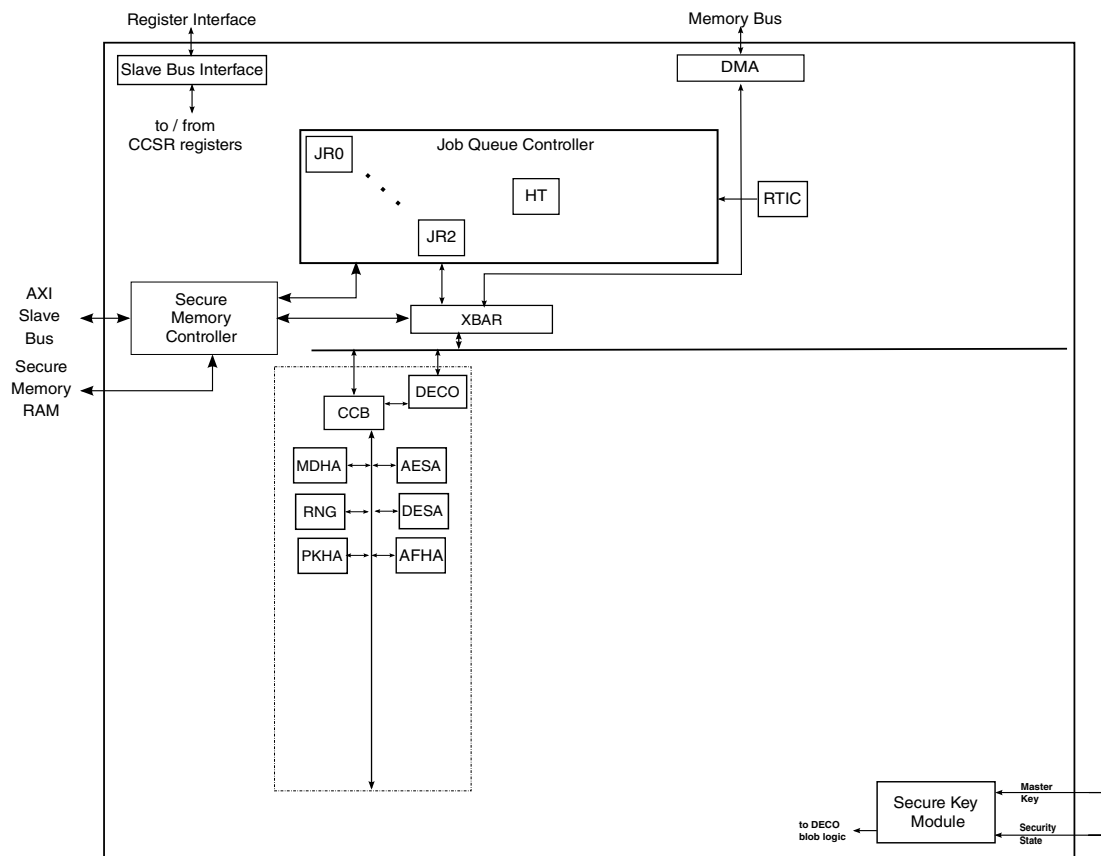 Register Interface
Memory Bus
Slave Bus Interface
DMA
to / from
CCSR registers
Job Queue Controller
JR0
HT
RTIC
JR2
AXI
Slave
Bus
Secure
Memory
Controller
XBAR
Secure
Memory
RAM
DECO
CCB
MDHA
AESA
RNG
DESA
PKHA
AFHA
Secure Key
Module
Master
Key
Security
State
to DECO
blob logic